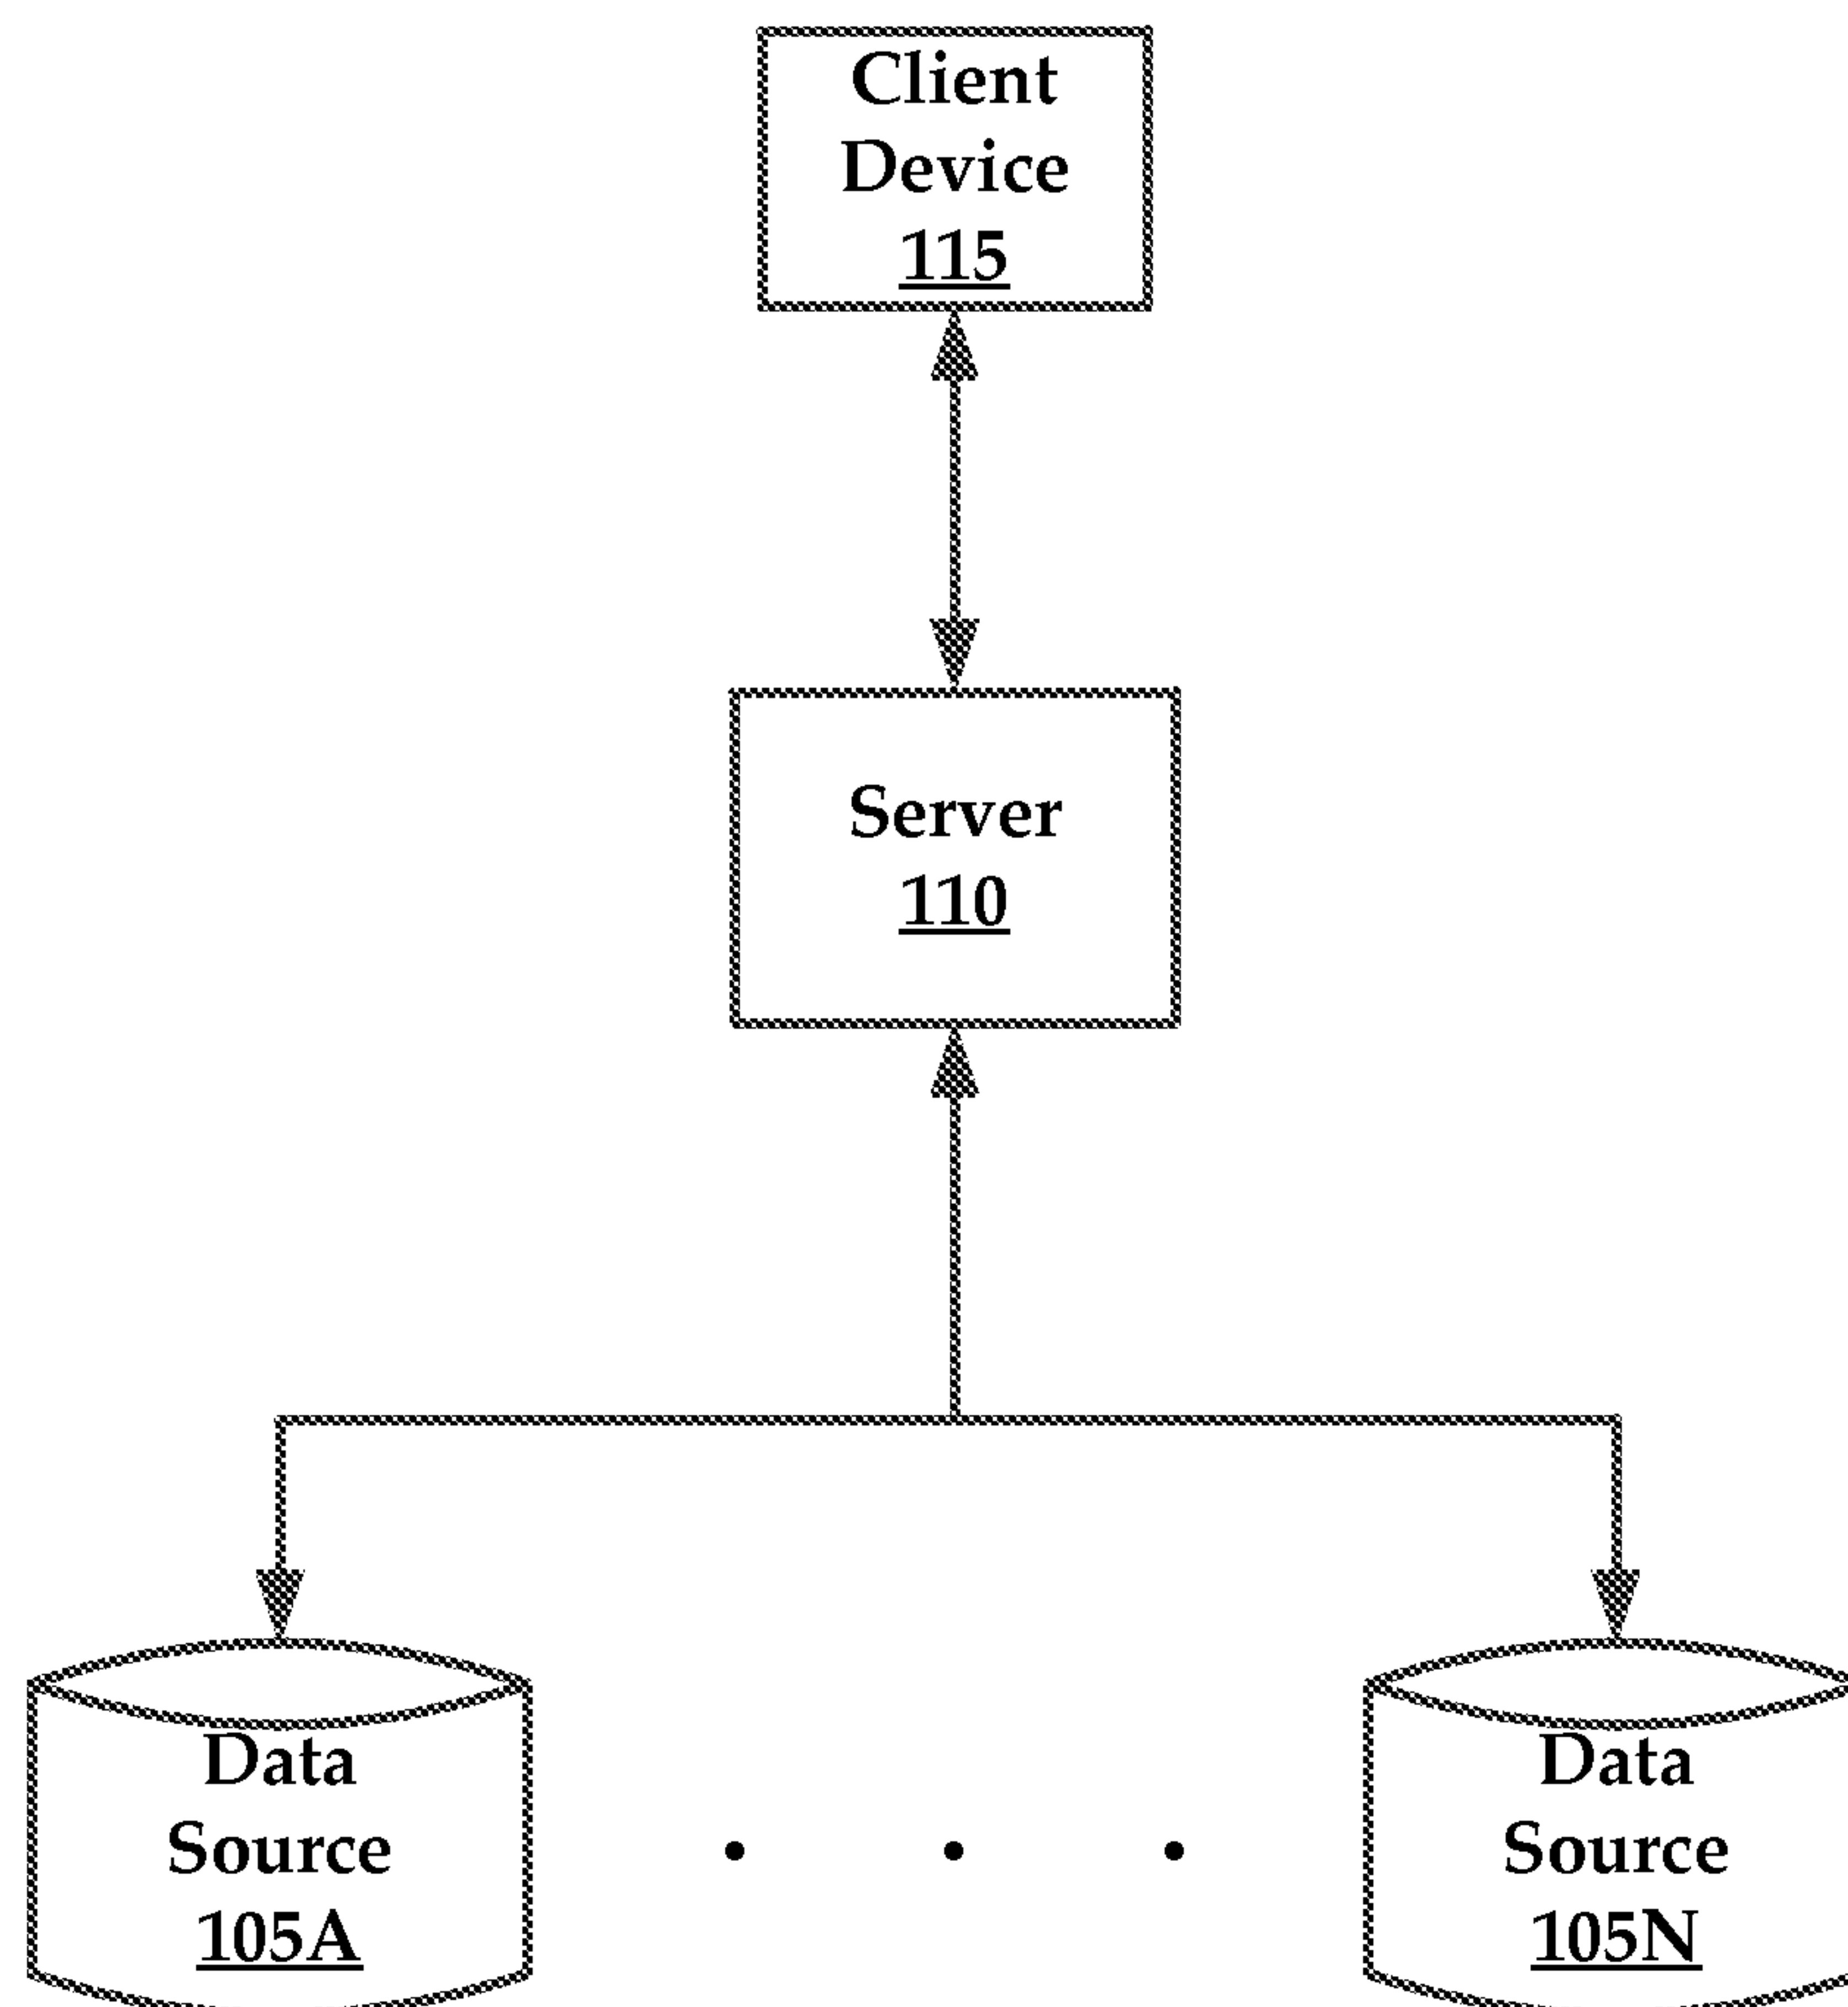 Client
Device
115
Server
110
Data
Source
105A
. . .
Data
Source
105N